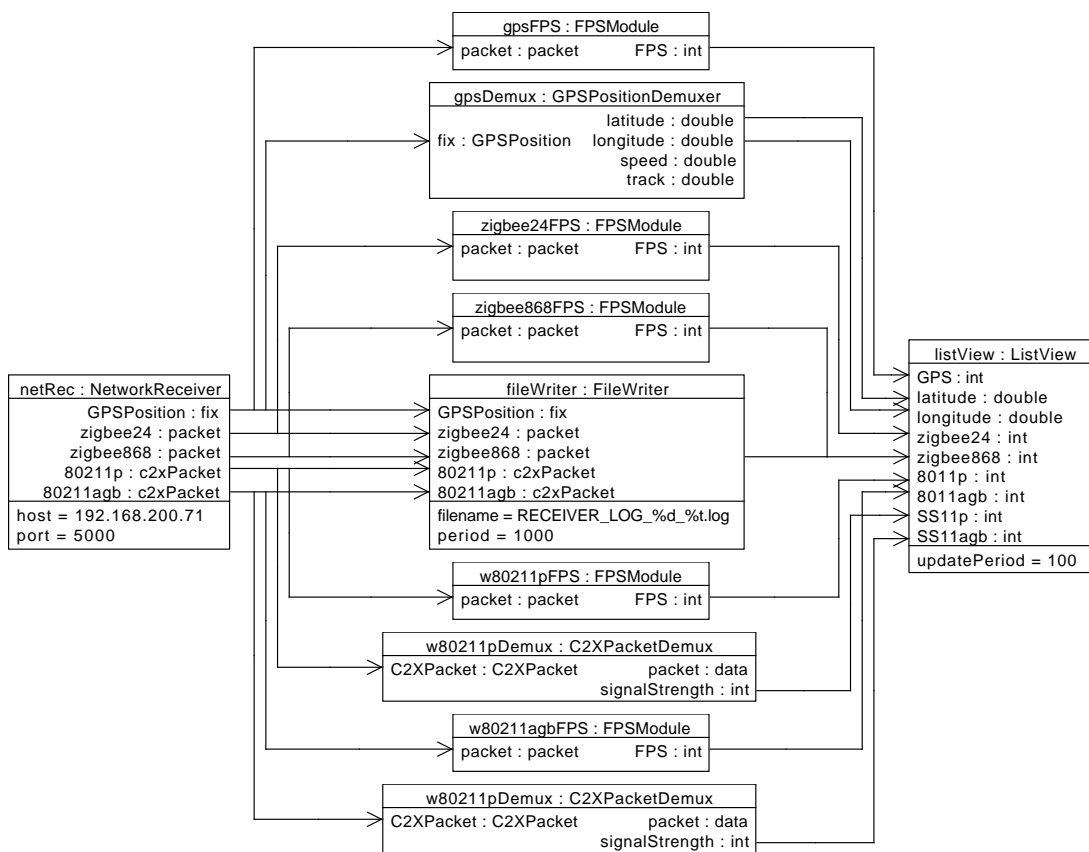 gpsFPS : FPSModule
packet : packet FPS : int
gpsDemux : GPSPositionDemuxer
latitude : double
fix : GPSPosition longitude : double
speed : double
track : double
zigbee24FPS : FPSModule
packet : packet FPS : int
zigbee868FPS : FPSModule
packet : packet FPS : int
netRec : NetworkReceiver
GPSPosition : fix
zigbee24 : packet
zigbee868 : packet
80211p : c2xPacket
80211agb : c2xPacket
host = 192.168.200.71
port = 5000
fileWriter : FileWriter
GPSPosition : fix
zigbee24 : packet
zigbee868 : packet
80211p : c2xPacket
80211agb : c2xPacket
filename = RECEIVER_LOG_%d_%t.log
period = 1000
listView : ListView
GPS : int
latitude : double
longitude : double
zigbee24 : int
zigbee868 : int
8011p : int
8011agb : int
SS11p : int
SS11agb : int
updatePeriod = 100
w80211pFPS : FPSModule
packet : packet FPS : int
w80211pDemux : C2XPacketDemux
C2XPacket : C2XPacket packet : data
signalStrength : int
w80211agbFPS : FPSModule
packet : packet FPS : int
w80211pDemux : C2XPacketDemux
C2XPacket : C2XPacket packet : data
signalStrength : int